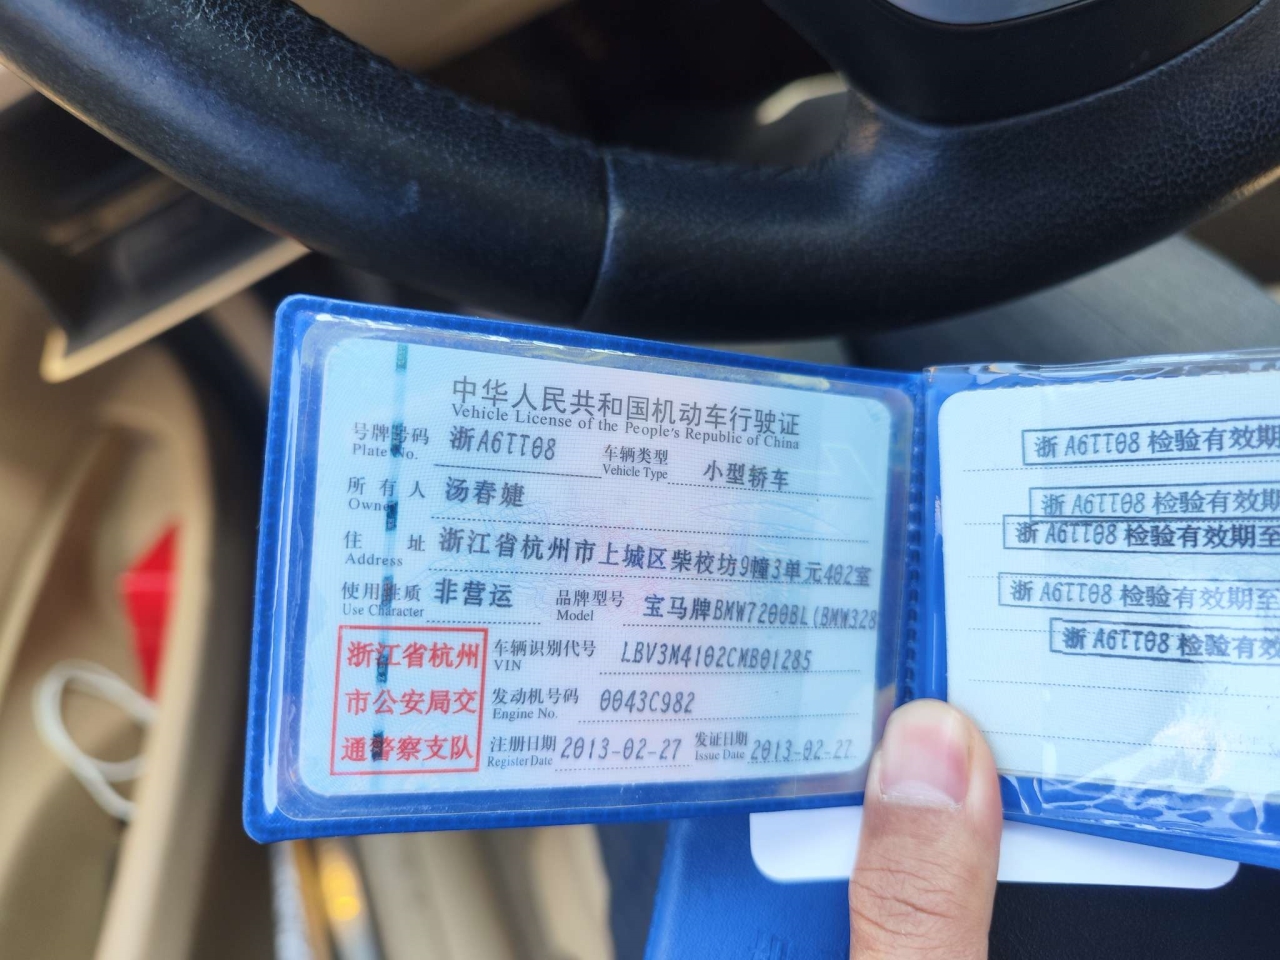 中华人民共和国机动车行驶证
Vehicle License of the People's Republic of China
号牌号码 浙A6TT08 车辆类型 小型轿车
Plate No. Vehicle Type
所有人 汤春婕
Owner
住址 浙江省杭州市上城区柴校坊9幢3单元402室
Address
使用性质 非营运 品牌型号 宝马牌BMW7200BL(BMW328
Use Character Model
浙江省杭州
市公安局交
通警察支队
车辆识别代号 LBV3M4102CMB01285
VIN
发动机号码 0043C982
Engine No.
注册日期 2013-02-27 发证日期 2013-02-27
Register Date Issue Date
浙A6TT08检验有效期
浙A6TT08检验有效期
浙A6TT08检验有效期至
浙A6TT08检验有效期至
浙A6TT08检验有效